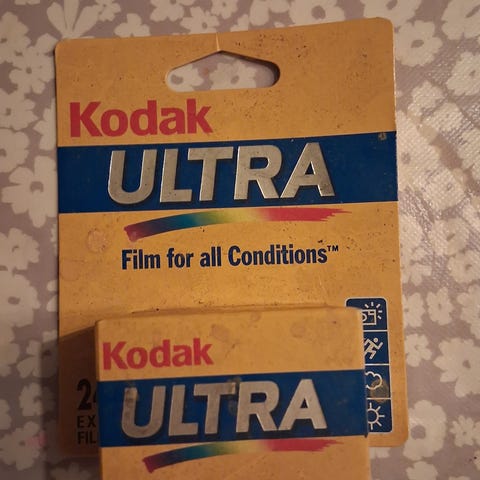 Kodak
ULTRA
Film for all Conditions™
Kodak
ULTRA